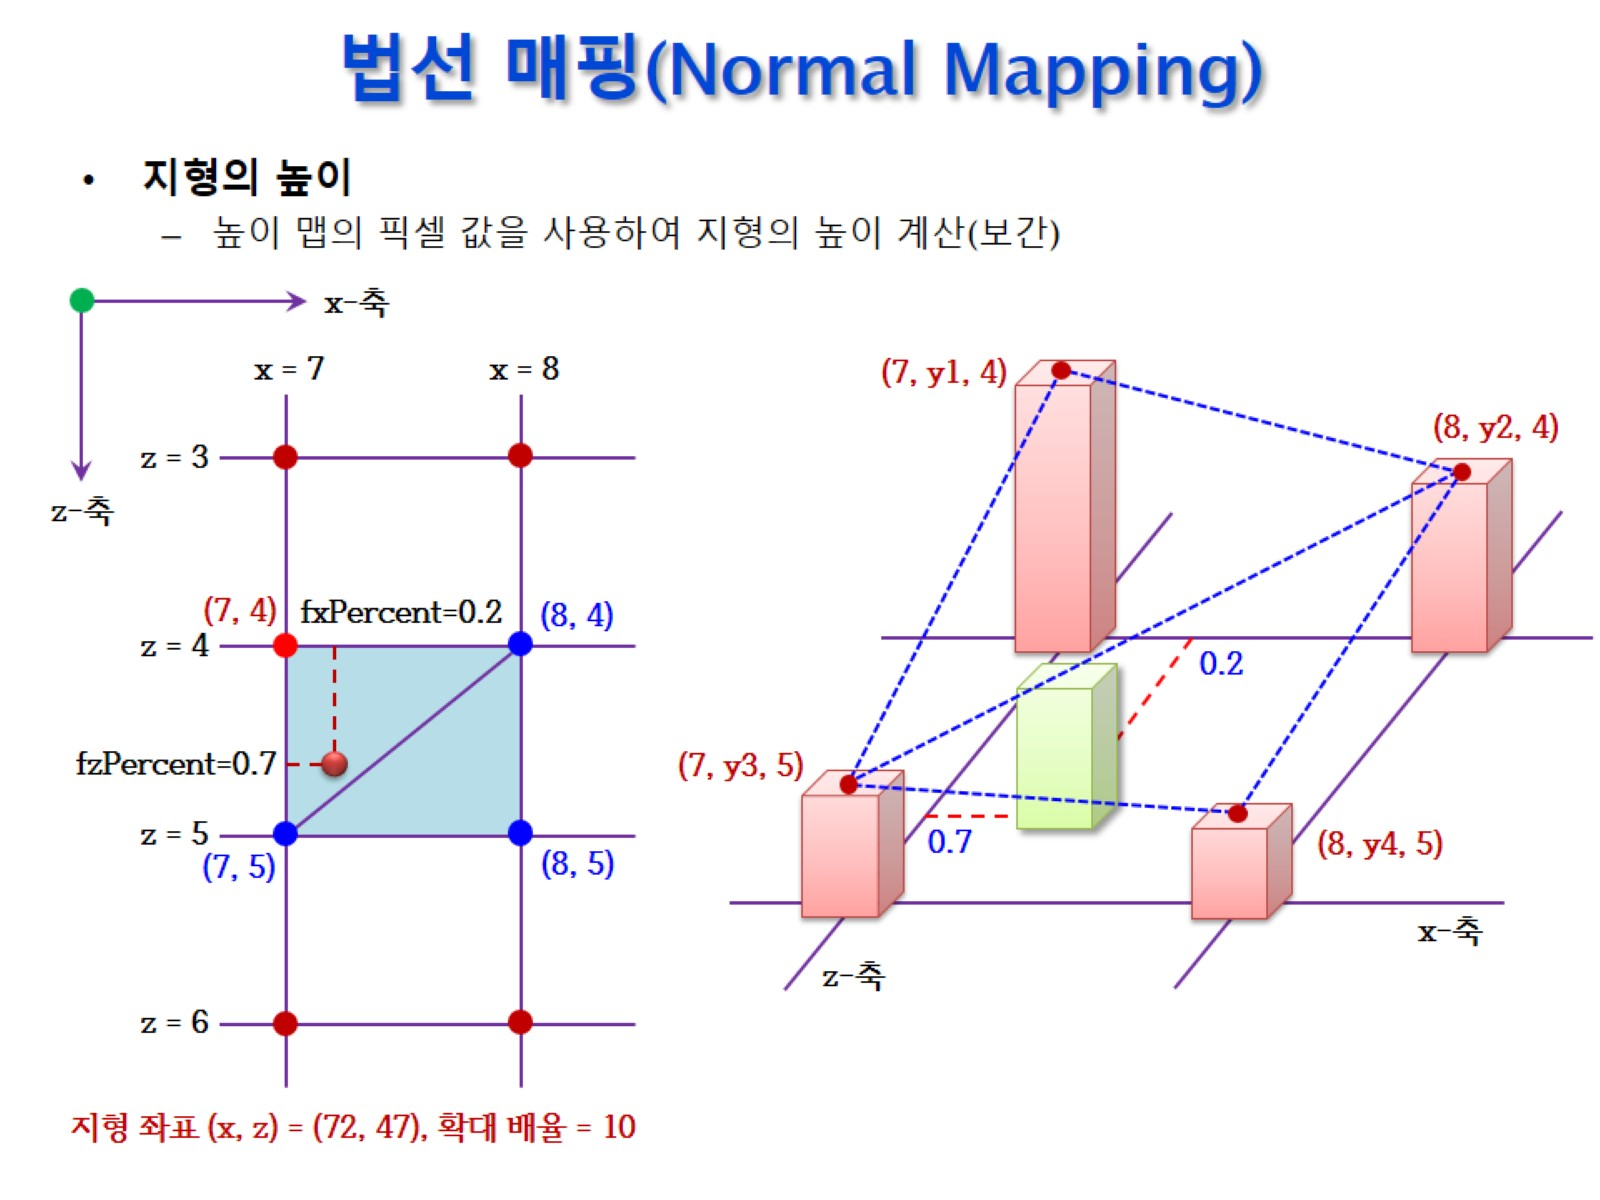 법선 매핑(Normal Mapping)
• 지형의 높이
– 높이 맵의 픽셀 값을 사용하여 지형의 높이 계산(보간)
x-축
z-축
x = 7
x = 8
z = 3
(7, 4)
fxPercent=0.2
(8, 4)
z = 4
fzPercent=0.7
z = 5
(7, 5)
(8, 5)
z = 6
지형 좌표 (x, z) = (72, 47), 확대 배율 = 10
(7, y1, 4)
(8, y2, 4)
0.2
(7, y3, 5)
0.7
(8, y4, 5)
x-축
z-축